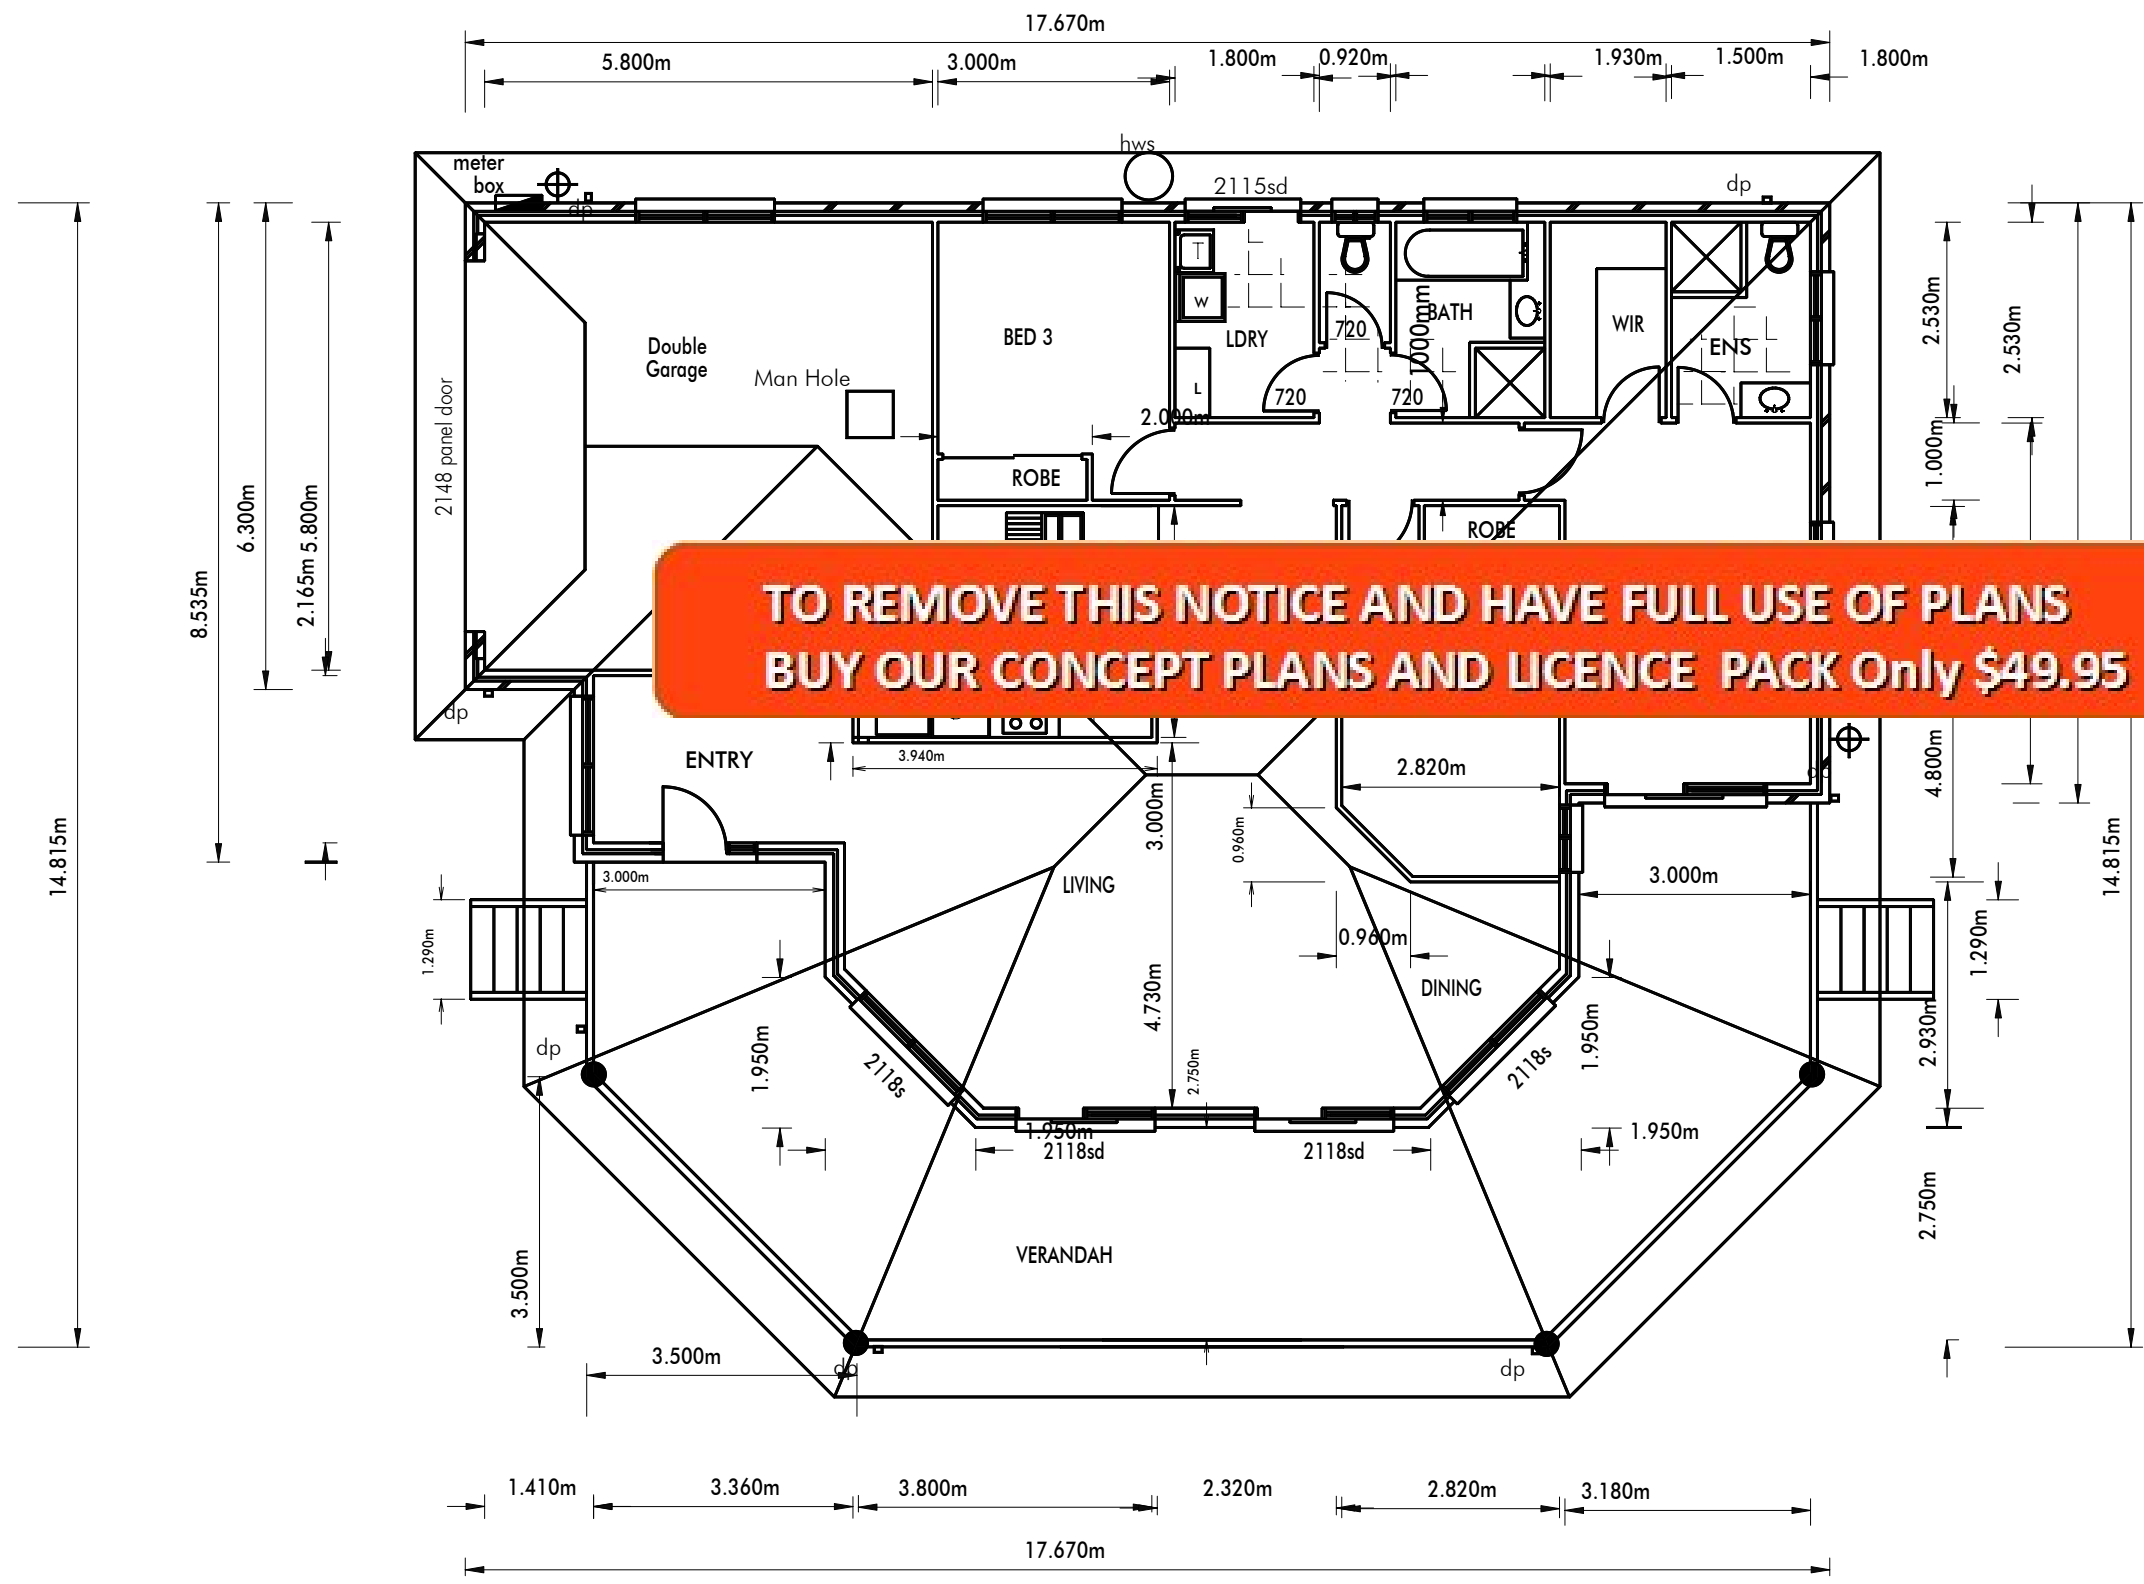 17.670m
5.800m
3.000m
1.800m
0.920m
1.930m
1.500m
1.800m
hws
meter
box
dp
2115sd
dp
T
W
L
Double
Garage
Man Hole
2148 panel door
BED 3
LDRY
720
1000mm
BATH
WIR
ENS
720
720
2.090m
ROBE
ROBE
2.530m
2.530m
1.000m
6.300m
2.165m 5.800m
8.535m
TO REMOVE THIS NOTICE AND HAVE FULL USE OF PLANS
BUY OUR CONCEPT PLANS AND LICENCE PACK Only $49.95
dp
ENTRY
3.940m
2.820m
dp
4.800m
3.000m
0.960m
14.815m
14.815m
3.000m
LIVING
3.000m
1.290m
0.960m
1.290m
DINING
4.730m
2.930m
dp
1.950m
2118s
2.750m
2118s
1.950m
1.950m
2118sd
2118sd
1.950m
2.750m
VERANDAH
3.500m
3.500m
dp
dp
1.410m
3.360m
3.800m
2.320m
2.820m
3.180m
17.670m